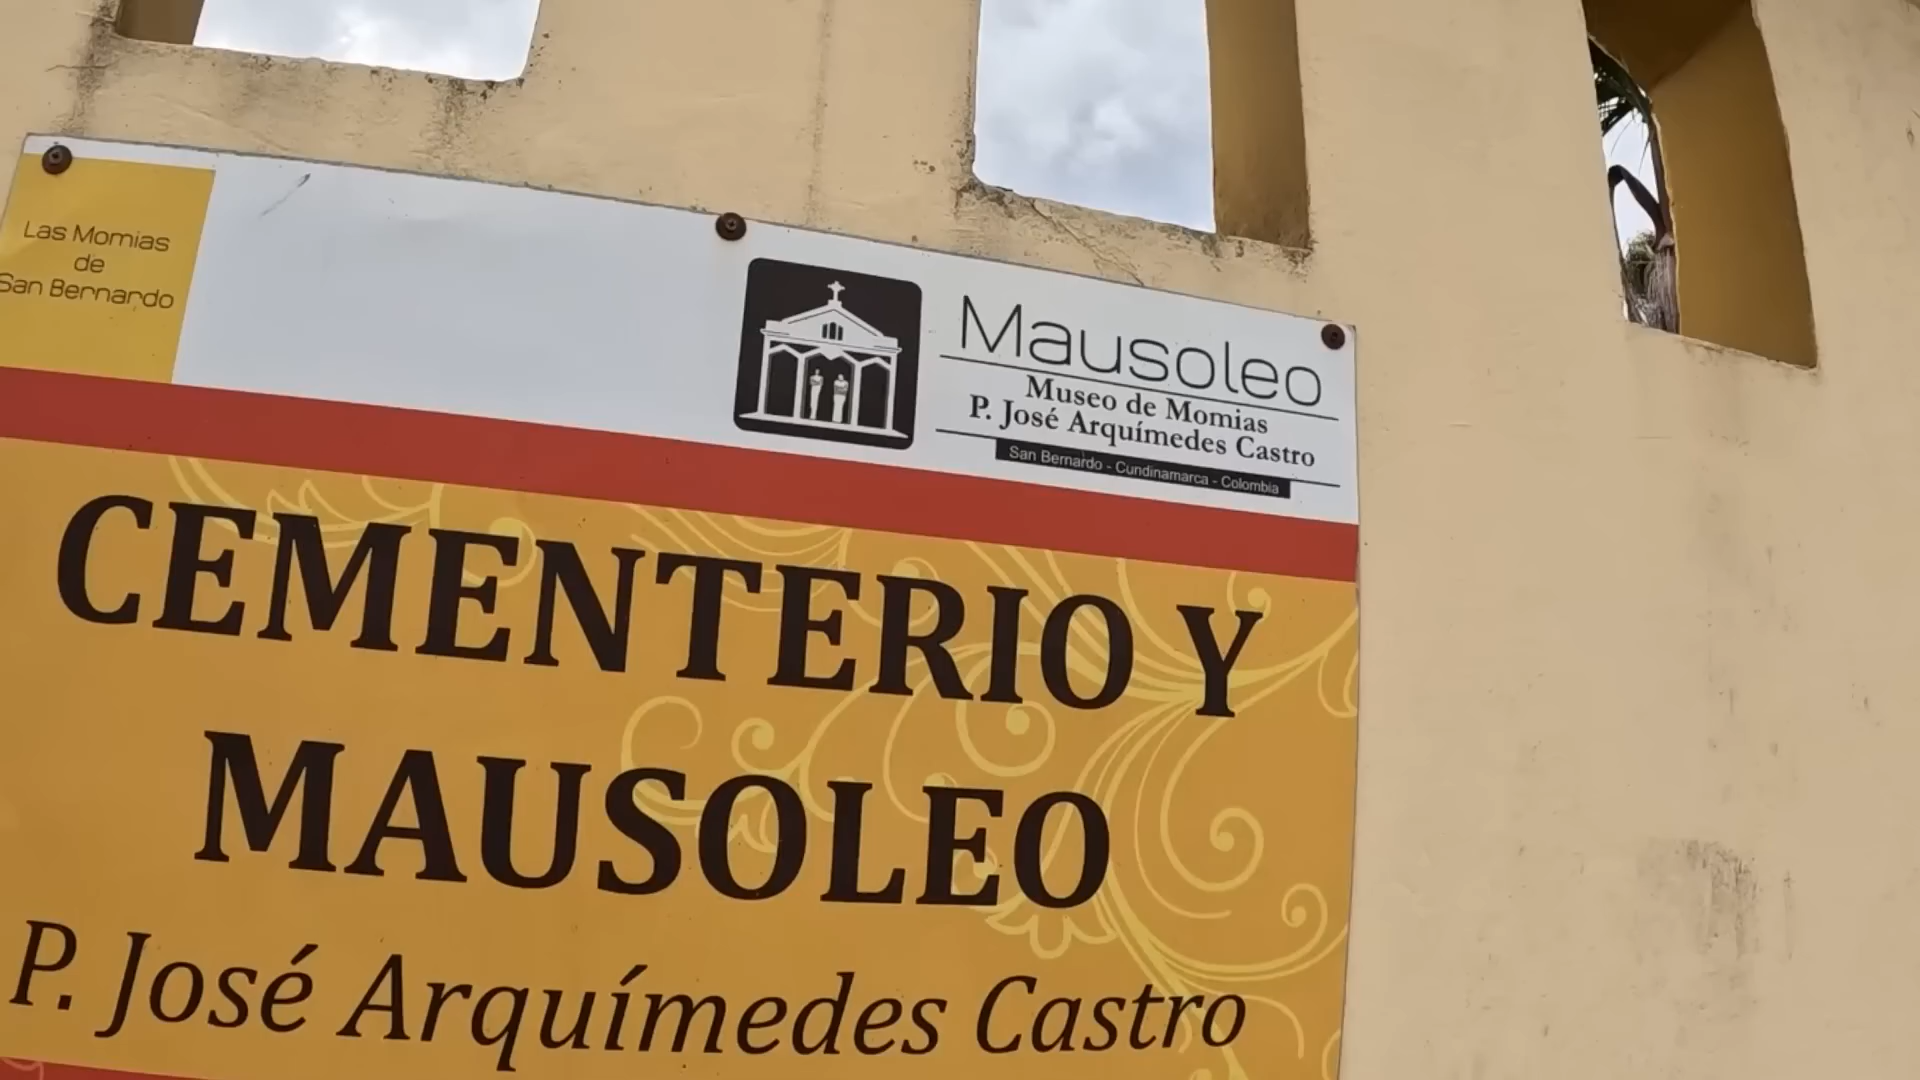 Las Momias
de
San Bernardo
Mausoleo
Museo de Momias
P. José Arquímedes Castro
San Bernardo - Cundinamarca - Colombia
CEMENTERIO Y
MAUSOLEO
P. José Arquímedes Castro